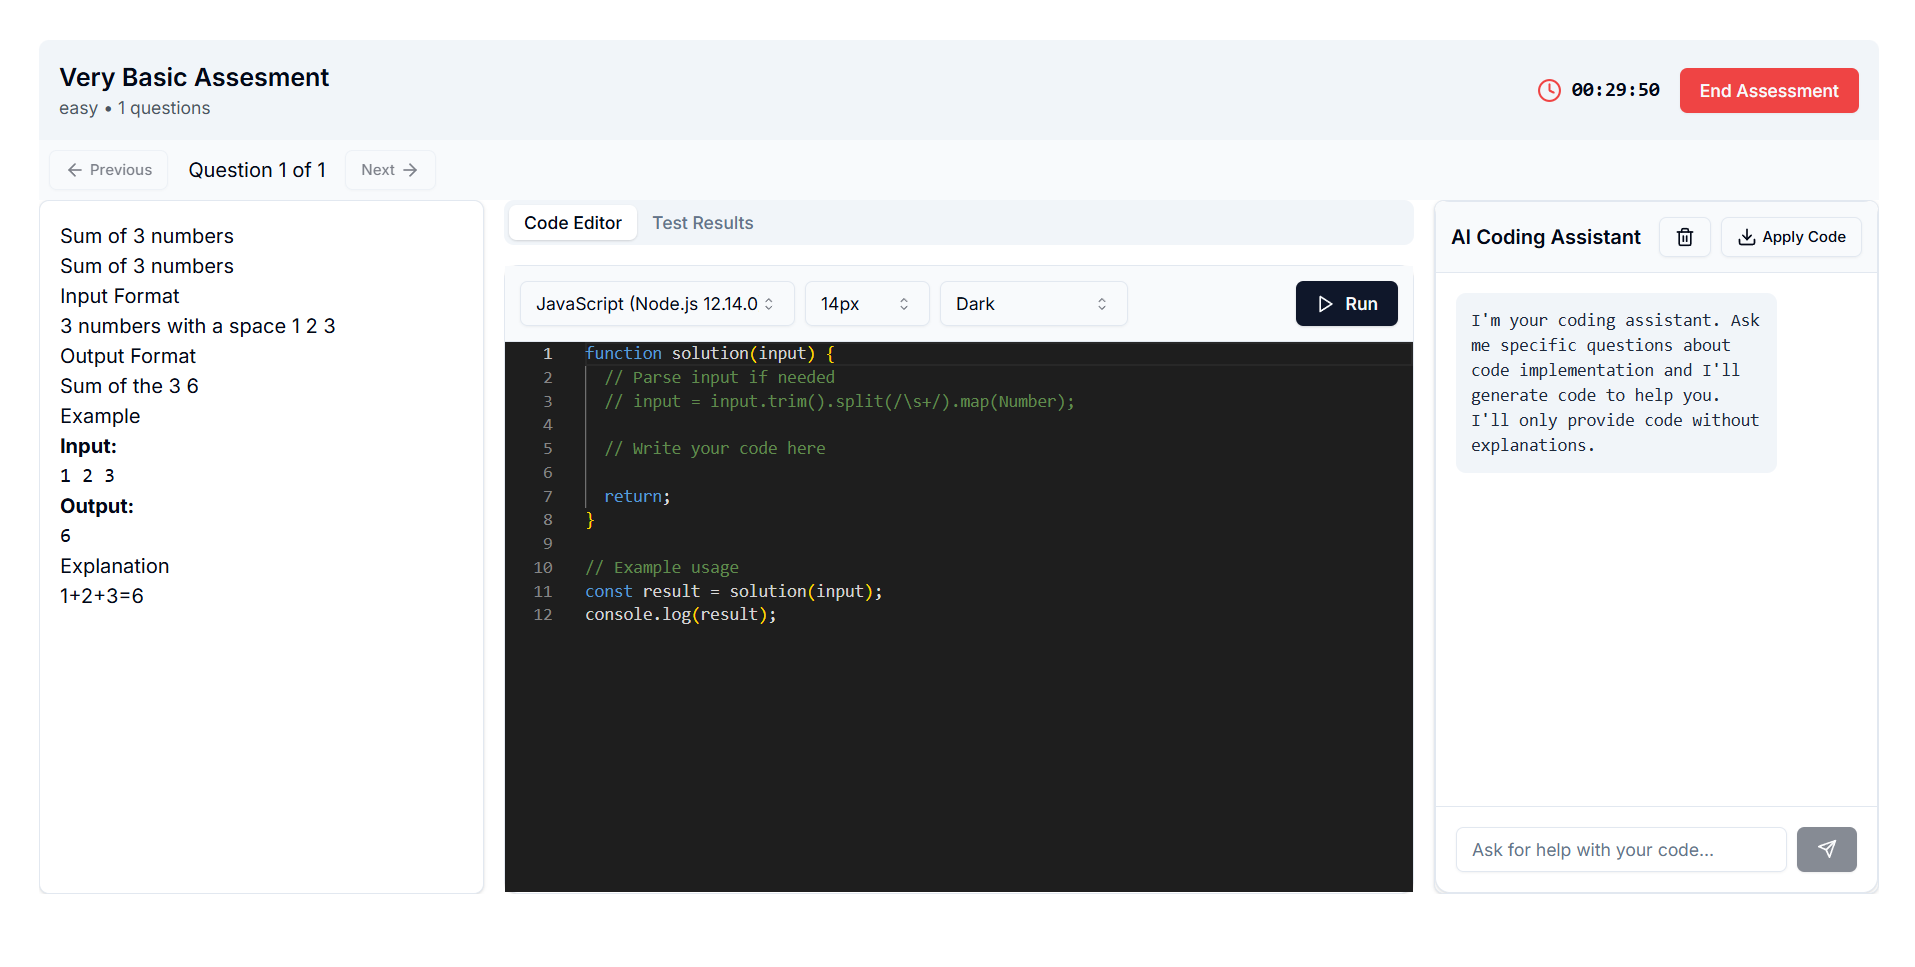 Very Basic Assesment
easy • 1 questions
00:29:50
End Assessment
Previous
Question 1 of 1
Next
Sum of 3 numbers
Sum of 3 numbers
Input Format
3 numbers with a space 1 2 3
Output Format
Sum of the 3 6
Example
Input:
1 2 3
Output:
6
Explanation
1+2+3=6
Code Editor
Test Results
JavaScript (Node.js 12.14.0
14px
Dark
Run
1 function solution(input) {
2 // Parse input if needed
3 // input = input.trim().split(/\s+/).map(Number);
4
5 // Write your code here
6
7 return;
8 }
9
10 // Example usage
11 const result = solution(input);
12 console.log(result);
AI Coding Assistant
Apply Code
I'm your coding assistant. Ask
me specific questions about
code implementation and I'll
generate code to help you.
I'll only provide code without
explanations.
Ask for help with your code...